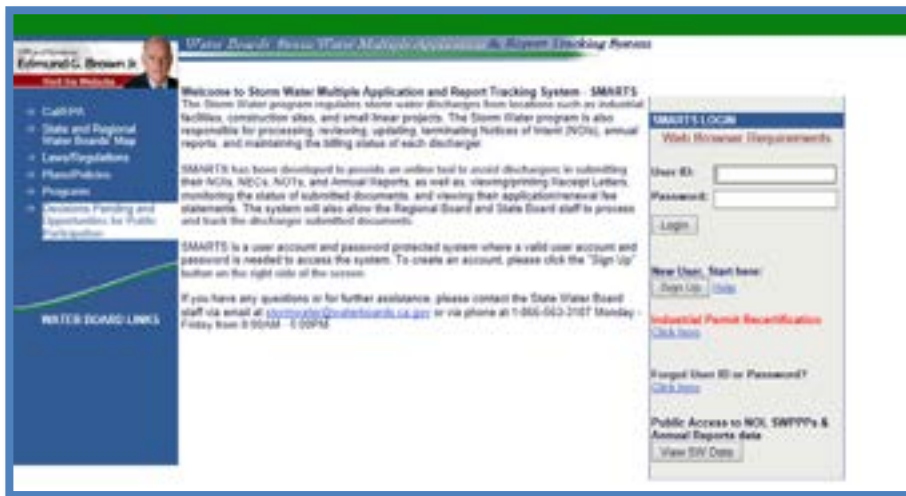 Water Boards Storm Water Multiple Application & Report Tracking System
Edmund G. Brown Jr.
Visit his Website
Cal/EPA
State and Regional
Water Boards' Map
Laws/Regulations
Plans/Policies
Programs
Decisions Pending and
Opportunities for Public
Participation
WATER BOARD LINKS
Welcome to Storm Water Multiple Application and Report Tracking System - SMARTS
The Storm Water program regulates storm water discharges from locations such as industrial
facilities, construction sites, and small linear projects. The Storm Water program is also
responsible for processing, reviewing, updating, terminating Notices of Intent (NOIs), annual
reports, and maintaining the billing status of each discharger.
SMARTS has been developed to provide an online tool to assist dischargers in submitting
their NOIs, NECs, NOTs, and Annual Reports, as well as, viewing/printing Receipt Letters,
monitoring the status of submitted documents, and viewing their application/renewal fee
statements. The system will also allow the Regional Board and State Board staff to process
and track the discharger submitted documents.
SMARTS is a user account and password protected system where a valid user account and
password is needed to access the system. To create an account, please click the "Sign Up"
button on the right side of the screen.
If you have any questions or for further assistance, please contact the State Water Board
staff via email at stormwater@waterboards.ca.gov or via phone at 1-866-563-3107 Monday -
Friday from 8:00AM - 5:00PM.
SMARTS LOGIN
Web Browser Requirements
User ID:
Password:
Login
New User, Start here:
Sign Up Help
Industrial Permit Recertification
Click here
Forgot User ID or Password?
Click here
Public Access to NOI, SWPPPs &
Annual Reports data
View SW Data